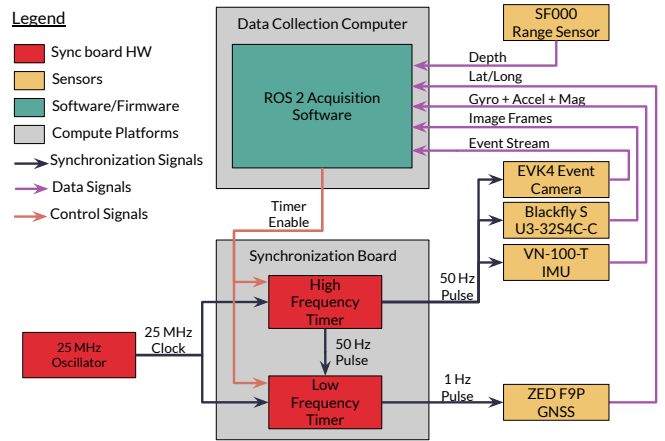 Legend
Sync board HW
Sensors
Software/Firmware
Compute Platforms
Synchronization Signals
Data Signals
Control Signals
Data Collection Computer
ROS 2 Acquisition
Software
SF000
Range Sensor
Depth
Lat/Long
Gyro + Accel + Mag
Image Frames
Event Stream
EVK4 Event
Camera
Blackfly S
U3-32S4C-C
VN-100-T
IMU
Timer
Enable
Synchronization Board
High
Frequency
Timer
50 Hz
Pulse
25 MHz
Oscillator
25 MHz
Clock
50 Hz
Pulse
Low
Frequency
Timer
1 Hz
Pulse
ZED F9P
GNSS